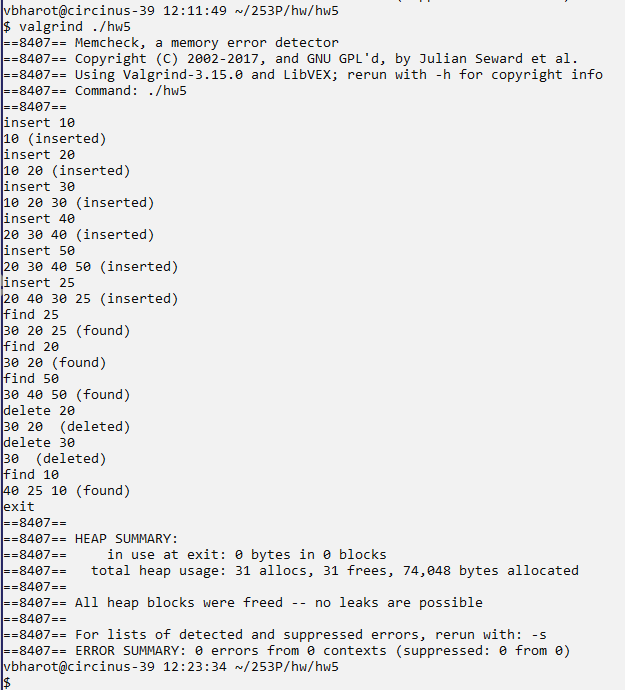 vbharot@circinus-39 12:11:49 ~/253P/hw/hw5
$ valgrind ./hw5
==8407== Memcheck, a memory error detector
==8407== Copyright (C) 2002-2017, and GNU GPL'd, by Julian Seward et al.
==8407== Using Valgrind-3.15.0 and LibVEX; rerun with -h for copyright info
==8407== Command: ./hw5
==8407==
insert 10
10 (inserted)
insert 20
10 20 (inserted)
insert 30
10 20 30 (inserted)
insert 40
20 30 40 (inserted)
insert 50
20 30 40 50 (inserted)
insert 25
20 40 30 25 (inserted)
find 25
30 20 25 (found)
find 20
30 20 (found)
find 50
30 40 50 (found)
delete 20
30 20  (deleted)
delete 30
30  (deleted)
find 10
40 25 10 (found)
exit
==8407==
==8407== HEAP SUMMARY:
==8407==     in use at exit: 0 bytes in 0 blocks
==8407==   total heap usage: 31 allocs, 31 frees, 74,048 bytes allocated
==8407==
==8407== All heap blocks were freed -- no leaks are possible
==8407==
==8407== For lists of detected and suppressed errors, rerun with: -s
==8407== ERROR SUMMARY: 0 errors from 0 contexts (suppressed: 0 from 0)
vbharot@circinus-39 12:23:34 ~/253P/hw/hw5
$